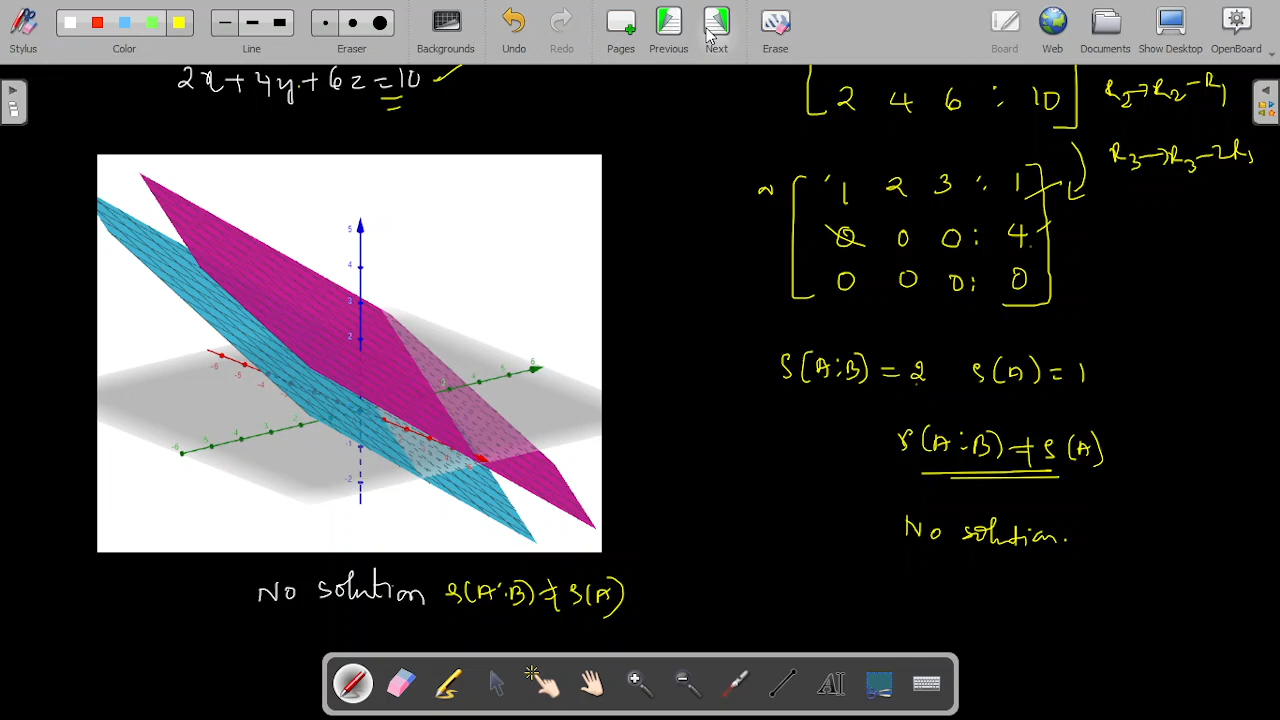 Stylus Color Line Eraser Backgrounds Undo Redo Pages Previous Next Erase Board Web Documents Show Desktop OpenBoard
2x + 4y + 6z = 10 ✓
2 4 6 : 10
R2→R2-R1
R3→R3-2R1
~ 1 2 3 : 1
0 0 0 : 4
0 0 0 : 0
ρ(A:B) = 2 ρ(A) = 1
ρ(A:B) ≠ ρ(A)
No solution.
No solution ρ(A:B) ≠ ρ(A)